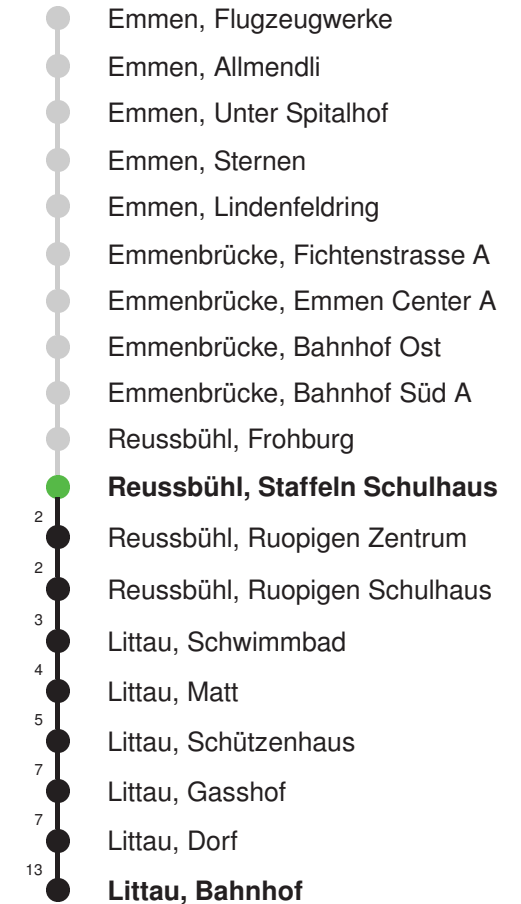 Emmen, Flugzeugwerke
Emmen, Allmendli
Emmen, Unter Spitalhof
Emmen, Sternen
Emmen, Lindenfeldring
Emmenbrücke, Fichtenstrasse A
Emmenbrücke, Emmen Center A
Emmenbrücke, Bahnhof Ost
Emmenbrücke, Bahnhof Süd A
Reussbühl, Frohburg
Reussbühl, Staffeln Schulhaus
2 Reussbühl, Ruopigen Zentrum
2 Reussbühl, Ruopigen Schulhaus
3 Littau, Schwimmbad
4 Littau, Matt
5 Littau, Schützenhaus
7 Littau, Gasshof
7 Littau, Dorf
13 Littau, Bahnhof